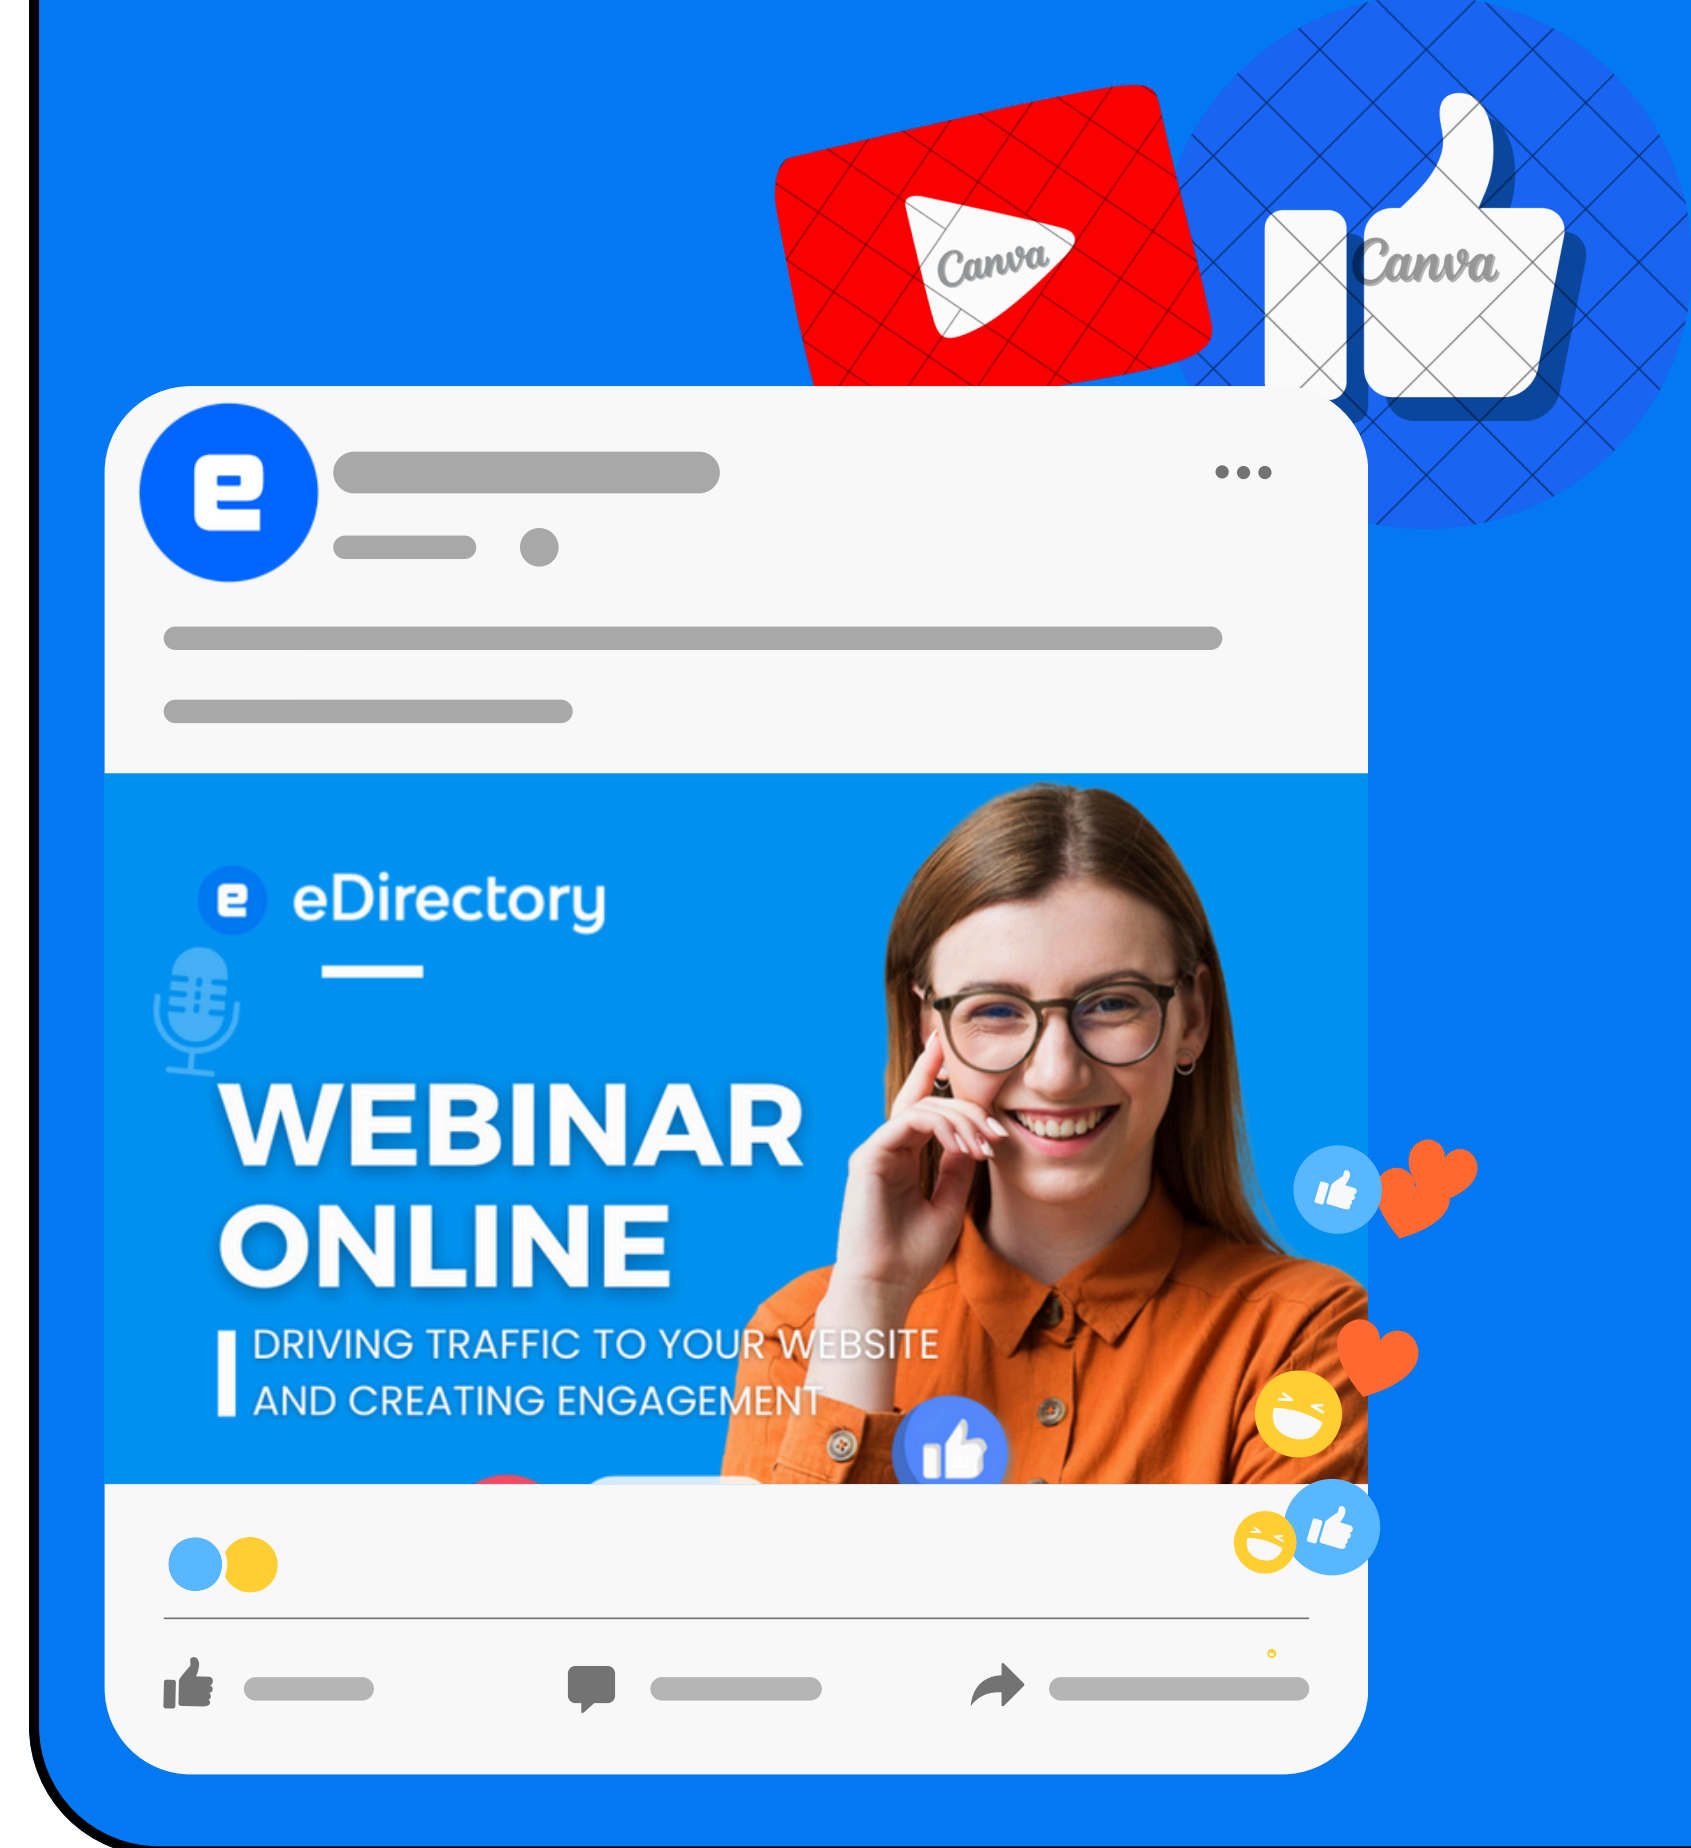 Canva
Canva
e
e eDirectory
WEBINAR
ONLINE
DRIVING TRAFFIC TO YOUR WEBSITE
AND CREATING ENGAGEMENT